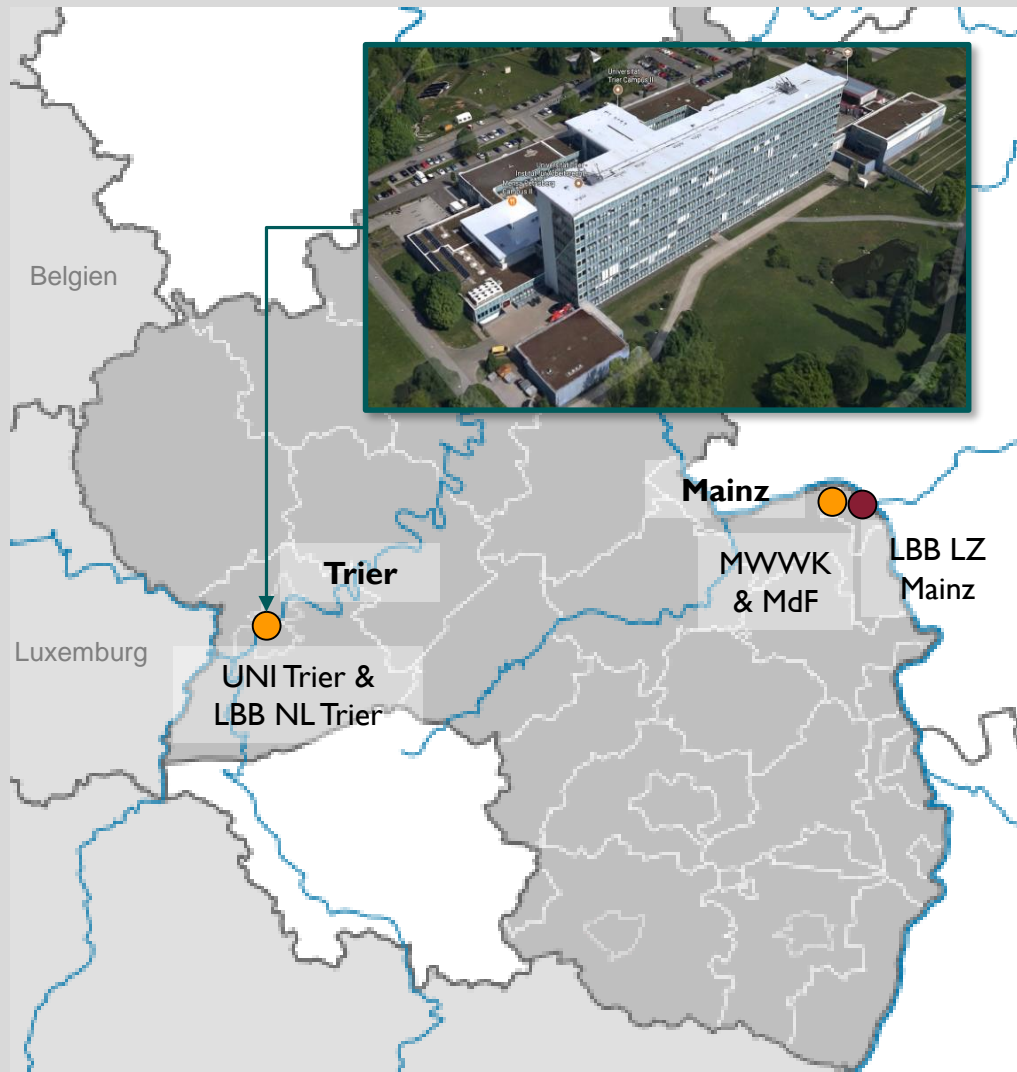 Universität
Trier Campus II
Belgien
Mainz
Trier
MWWK
& MdF
LBB LZ
Mainz
Luxemburg
UNI Trier &
LBB NL Trier